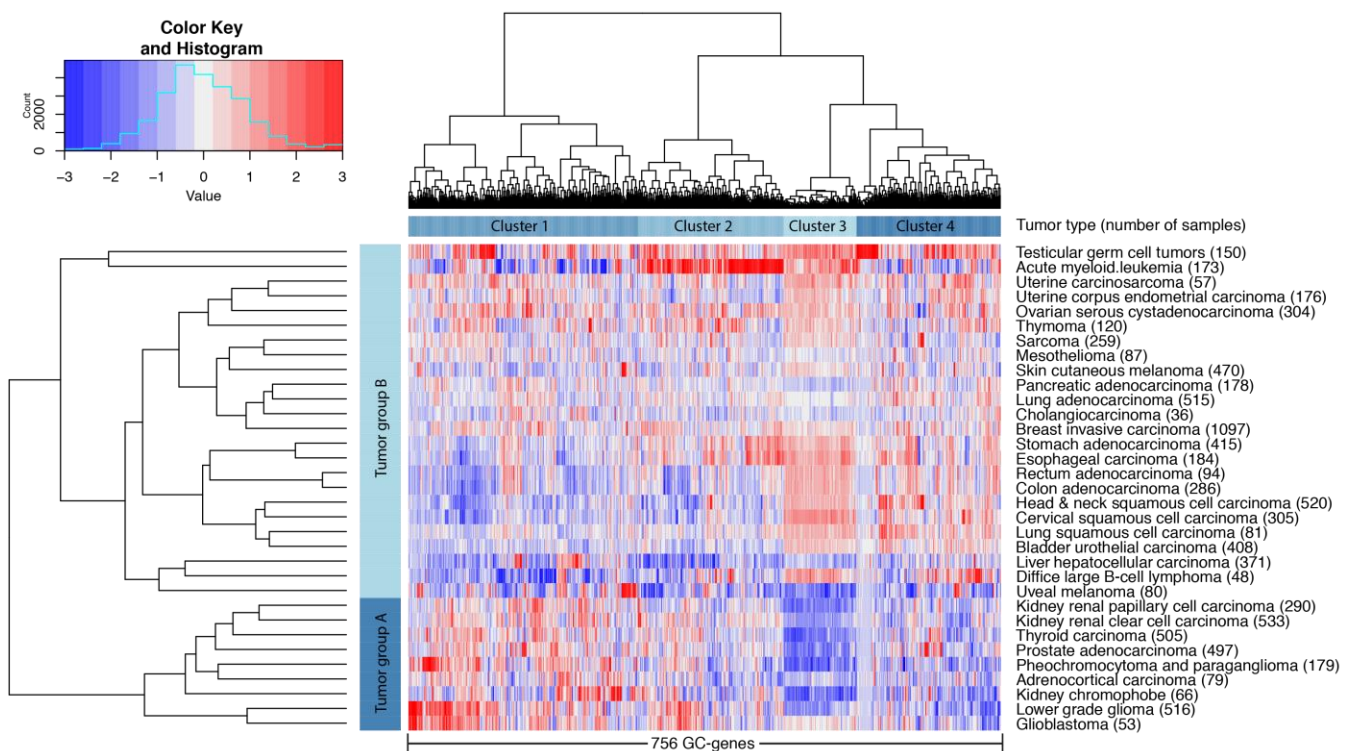 Color Key
and Histogram
Count
0 2000
−3 −2 −1 0 1 2 3
Value
Cluster 1 Cluster 2 Cluster 3 Cluster 4
Tumor type (number of samples)
Tumor group B
Tumor group A
Testicular germ cell tumors (150)
Acute myeloid.leukemia (173)
Uterine carcinosarcoma (57)
Uterine corpus endometrial carcinoma (176)
Ovarian serous cystadenocarcinoma (304)
Thymoma (120)
Sarcoma (259)
Mesothelioma (87)
Skin cutaneous melanoma (470)
Pancreatic adenocarcinoma (178)
Lung adenocarcinoma (515)
Cholangiocarcinoma (36)
Breast invasive carcinoma (1097)
Stomach adenocarcinoma (415)
Esophageal carcinoma (184)
Rectum adenocarcinoma (94)
Colon adenocarcinoma (286)
Head & neck squamous cell carcinoma (520)
Cervical squamous cell carcinoma (305)
Lung squamous cell carcinoma (81)
Bladder urothelial carcinoma (408)
Liver hepatocellular carcinoma (371)
Diffice large B-cell lymphoma (48)
Uveal melanoma (80)
Kidney renal papillary cell carcinoma (290)
Kidney renal clear cell carcinoma (533)
Thyroid carcinoma (505)
Prostate adenocarcinoma (497)
Pheochromocytoma and paraganglioma (179)
Adrenocortical carcinoma (79)
Kidney chromophobe (66)
Lower grade glioma (516)
Glioblastoma (53)
756 GC-genes